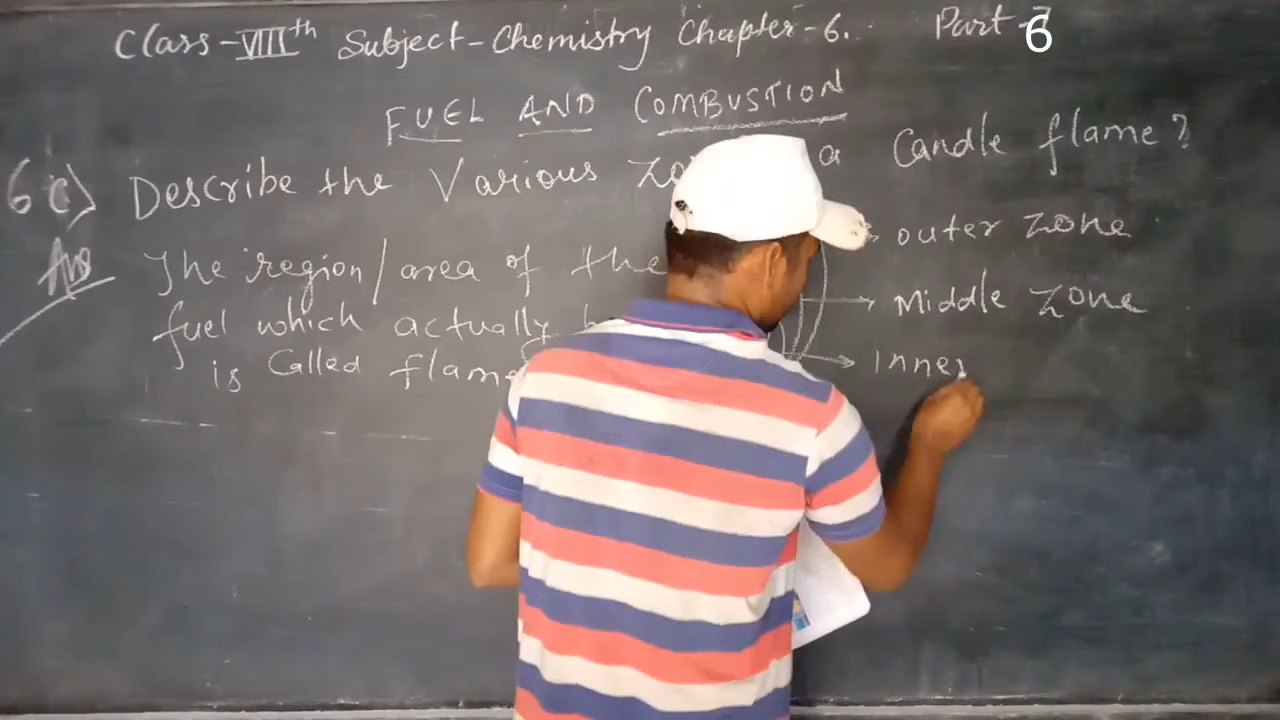 Class-VIIIth Subject-Chemistry Chapter-6. Part-6
FUEL AND COMBUSTION
6 c) Describe the Various a Candle flame?
Ans The region/area of the
fuel which actually
is Called flame
outer zone
Middle zone
Inner